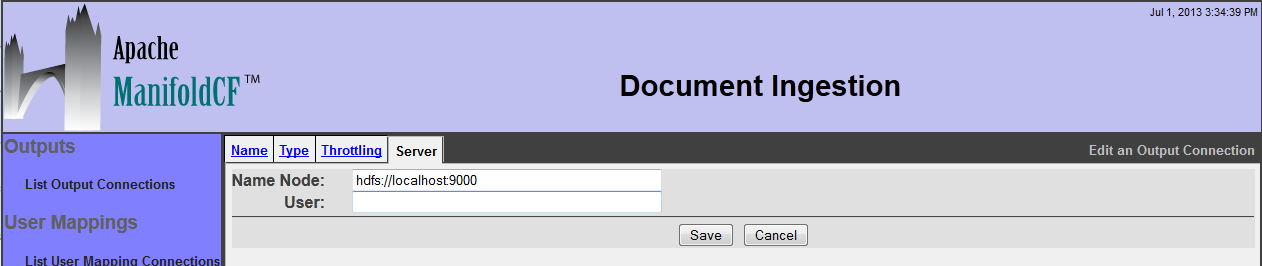 Jul 1, 2013 3:34:39 PM
Apache
ManifoldCF™
Document Ingestion
Outputs
List Output Connections
User Mappings
List User Mapping Connections
Name Type Throttling Server Edit an Output Connection
Name Node: hdfs://localhost:9000
User:
Save Cancel